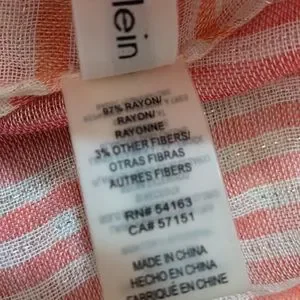 lein
97% RAYON/
RAYON/
RAYONNE
3% OTHER FIBERS/
OTRAS FIBRAS
AUTRES FIBERS
RN# 54163
CA# 57151
MADE IN CHINA
HECHO EN CHINA
FABRIQUÉ EN CHINE